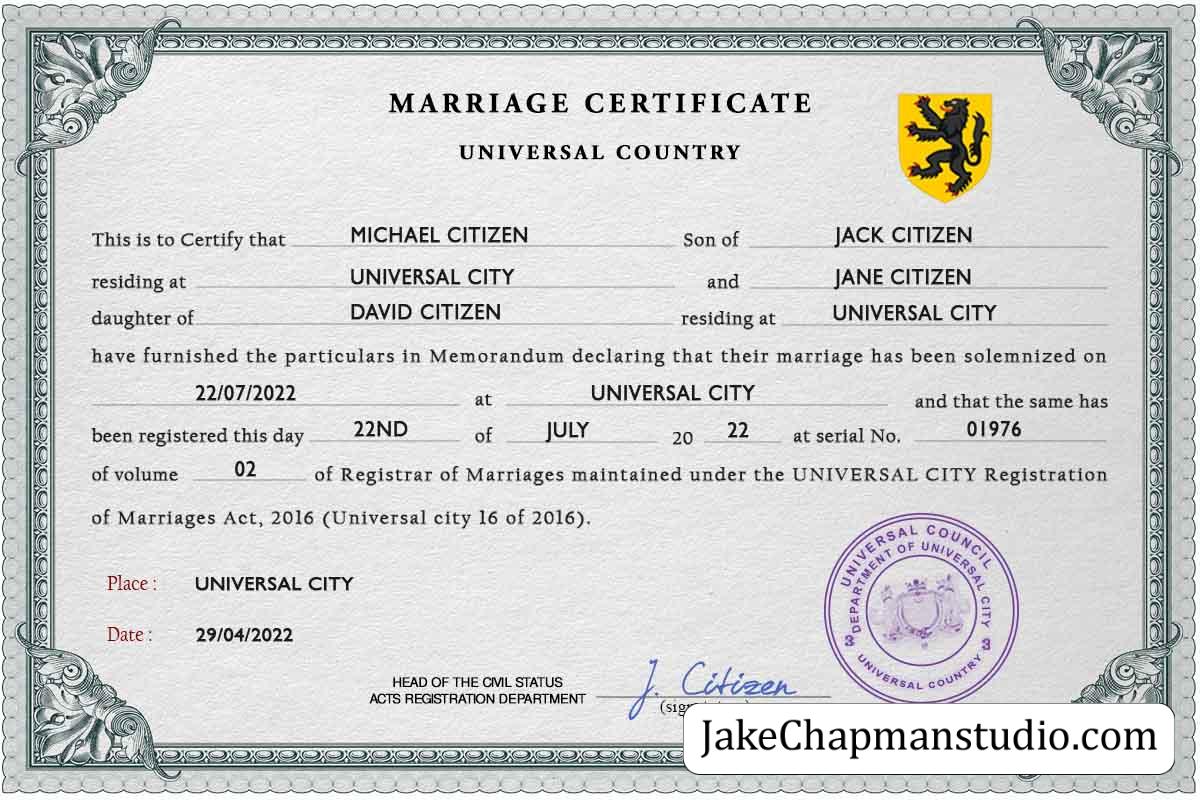 MARRIAGE CERTIFICATE
UNIVERSAL COUNTRY
This is to Certify that MICHAEL CITIZEN Son of JACK CITIZEN
residing at UNIVERSAL CITY and JANE CITIZEN
daughter of DAVID CITIZEN residing at UNIVERSAL CITY
have furnished the particulars in Memorandum declaring that their marriage has been solemnized on
22/07/2022 at UNIVERSAL CITY and that the same has
been registered this day 22ND of JULY 20 22 at serial No. 01976
of volume 02 of Registrar of Marriages maintained under the UNIVERSAL CITY Registration
of Marriages Act, 2016 (Universal city 16 of 2016).
Place : UNIVERSAL CITY
Date : 29/04/2022
UNIVERSAL COUNCIL
DEPARTMENT OF UNIVERSAL CITY
UNIVERSAL COUNTRY
HEAD OF THE CIVIL STATUS
ACTS REGISTRATION DEPARTMENT
J. Citizen
JakeChapmanstudio.com